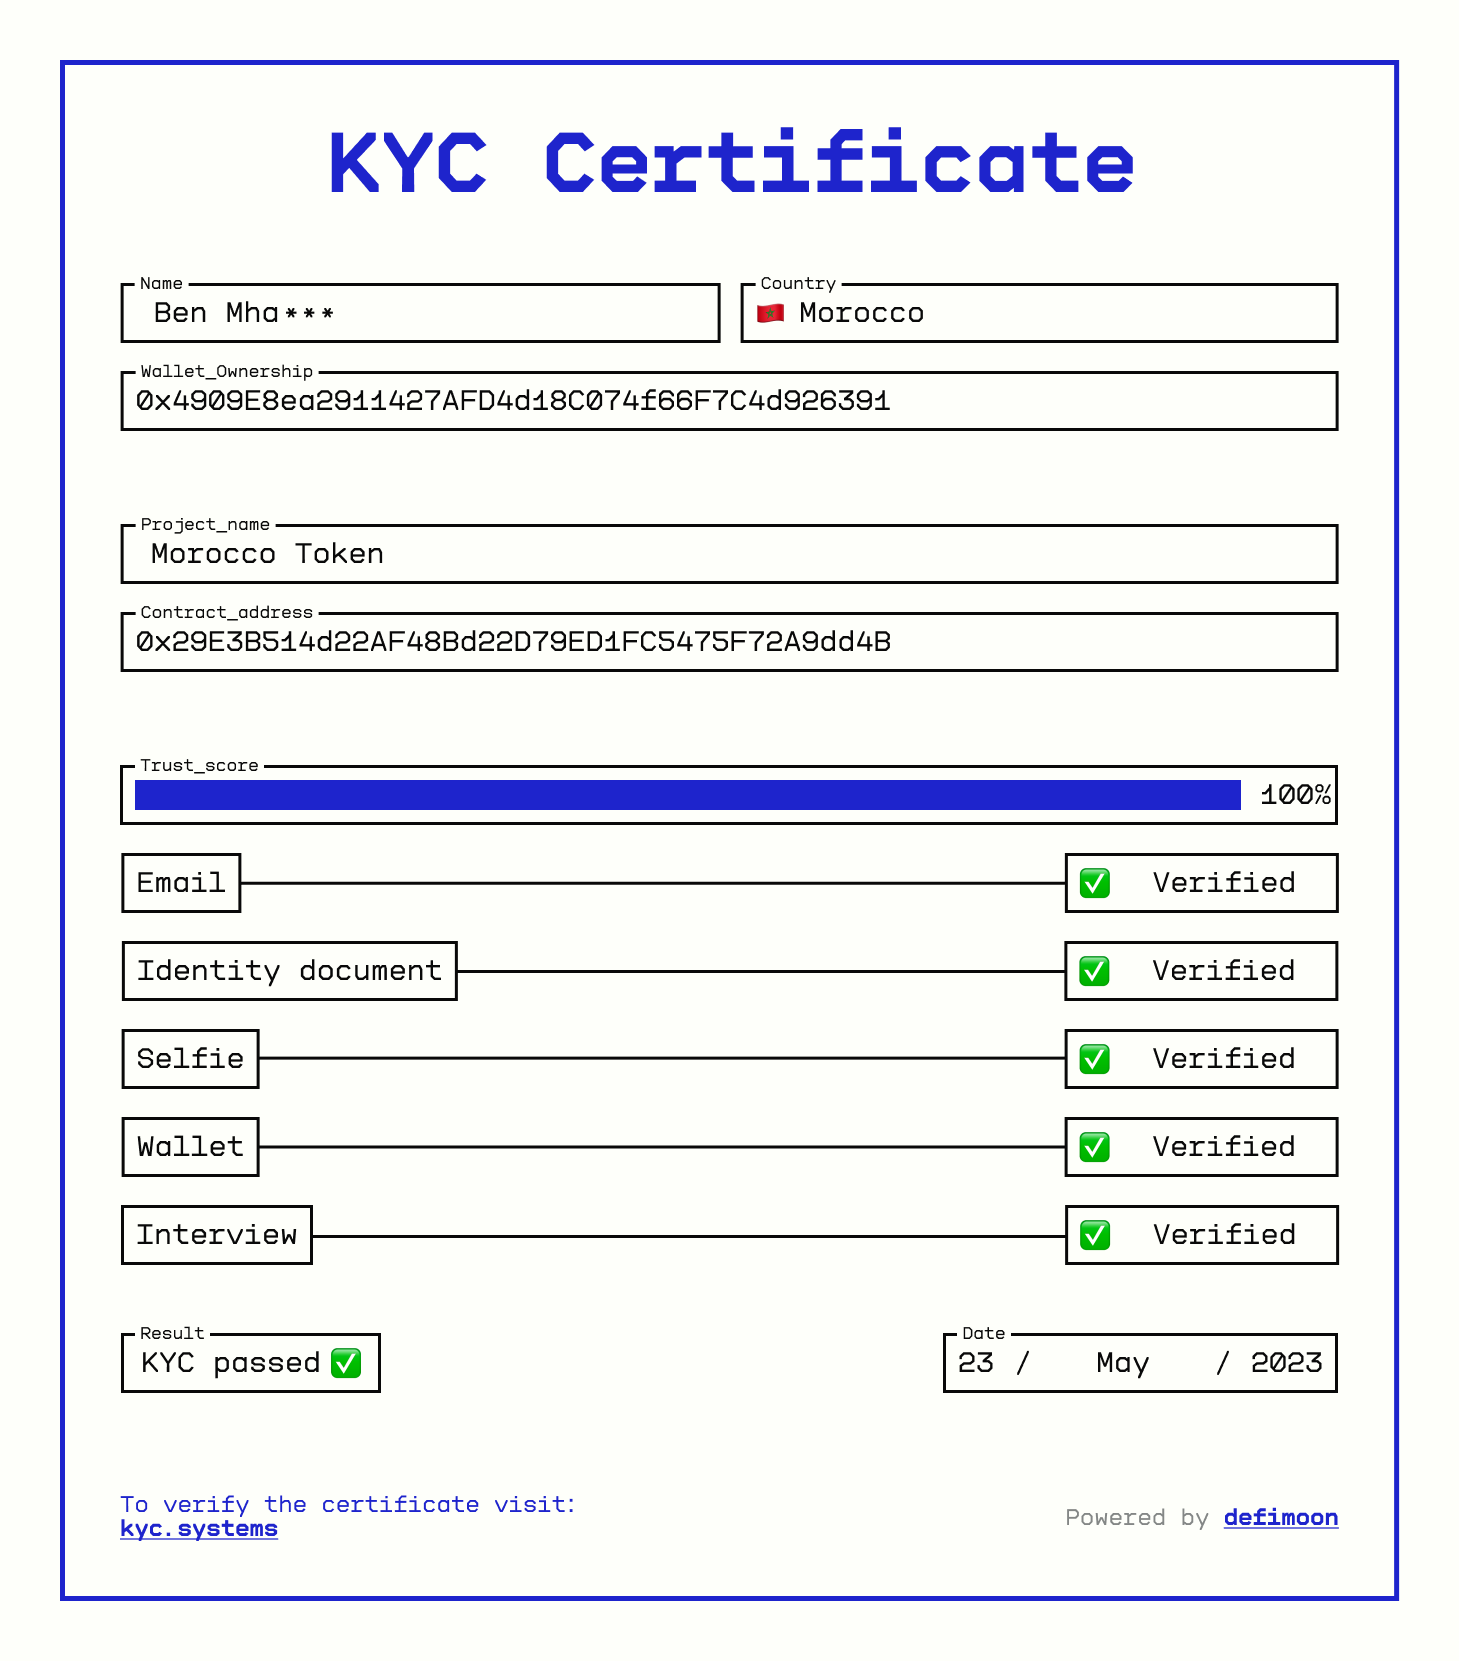 KYC Certificate
Name
Country
Ben Mha***
Morocco
Wallet_Ownership
0x4909E8ea2911427AFD4d18C074f66F7C4d926391
Project_name
Morocco Token
Contract_address
0x29E3B514d22AF48Bd22D79ED1FC5475F72A9dd4B
Trust_score
100%
Email
Verified
Identity document
Verified
Selfie
Verified
Wallet
Verified
Interview
Verified
Result
Date
KYC passed
23 / May / 2023
To verify the certificate visit:
kyc.systems
Powered by defimoon